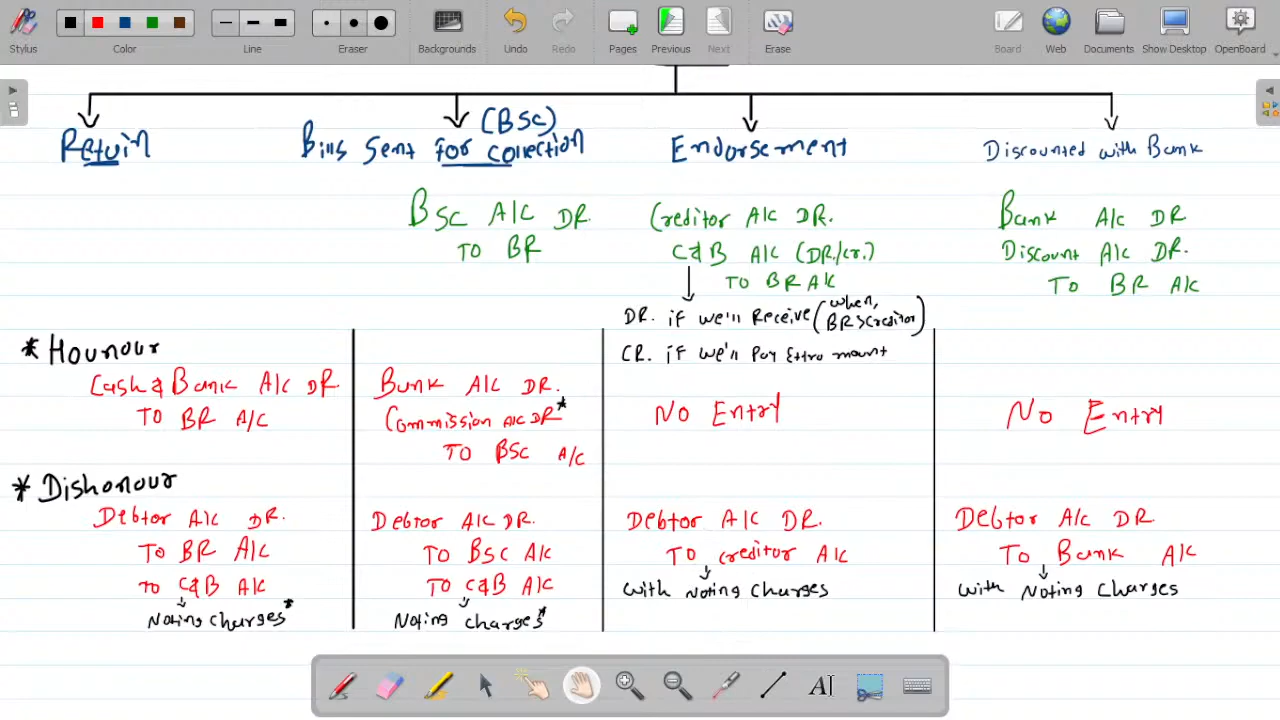 Stylus
Color
Line
Eraser
Backgrounds
Undo
Redo
Pages
Previous
Next
Erase
Board
Web
Documents
Show Desktop
OpenBoard
Retuin
Bills Sent for collection
(BSC)
Endorsement
Discounted with Bank
BSC A/C DR.
TO BR
Creditor A/C DR.
C&B A/C (DR/cr.)
TO BR A/C
DR. if we'll Receive (when, BR>Creditor)
CR. if we'll Pay Extra mount
Bank A/C DR
Discount A/C DR.
TO BR A/C
* Hounour
Cash & Bank A/C DR.
TO BR A/C
Bank A/C DR.
Commission A/C DR*
TO BSC A/C
No Entry
No Entry
* Dishonour
Debtor A/C DR.
TO BR A/C
To C&B A/C
Noting Charges*
Debtor A/C DR.
TO BSC A/C
TO C&B A/C
Noting charges*
Debtor A/C DR.
TO creditor A/C
with Noting Charges
Debtor A/C DR
TO Bank A/C
with Noting Charges
AI